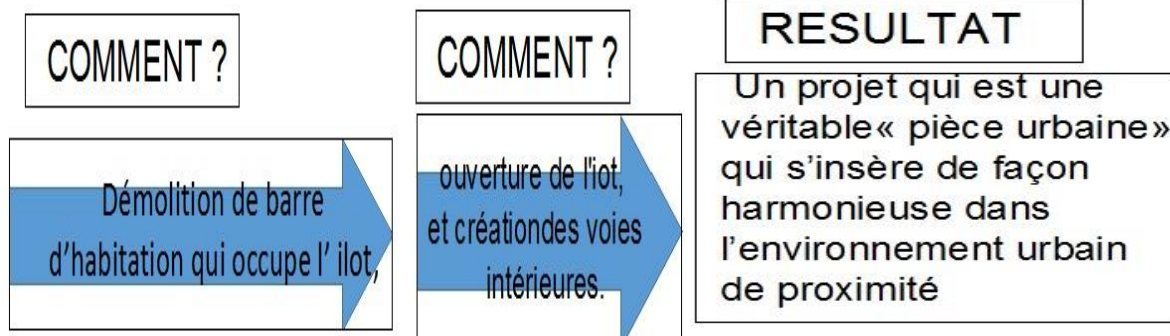 COMMENT ?
Démolition de barre
d’habitation qui occupe l’ ilot,
COMMENT ?
ouverture de l'iot,
et créationdes voies
intérieures.
RESULTAT
Un projet qui est une
véritable« pièce urbaine»
qui s’insère de façon
harmonieuse dans
l’environnement urbain
de proximité